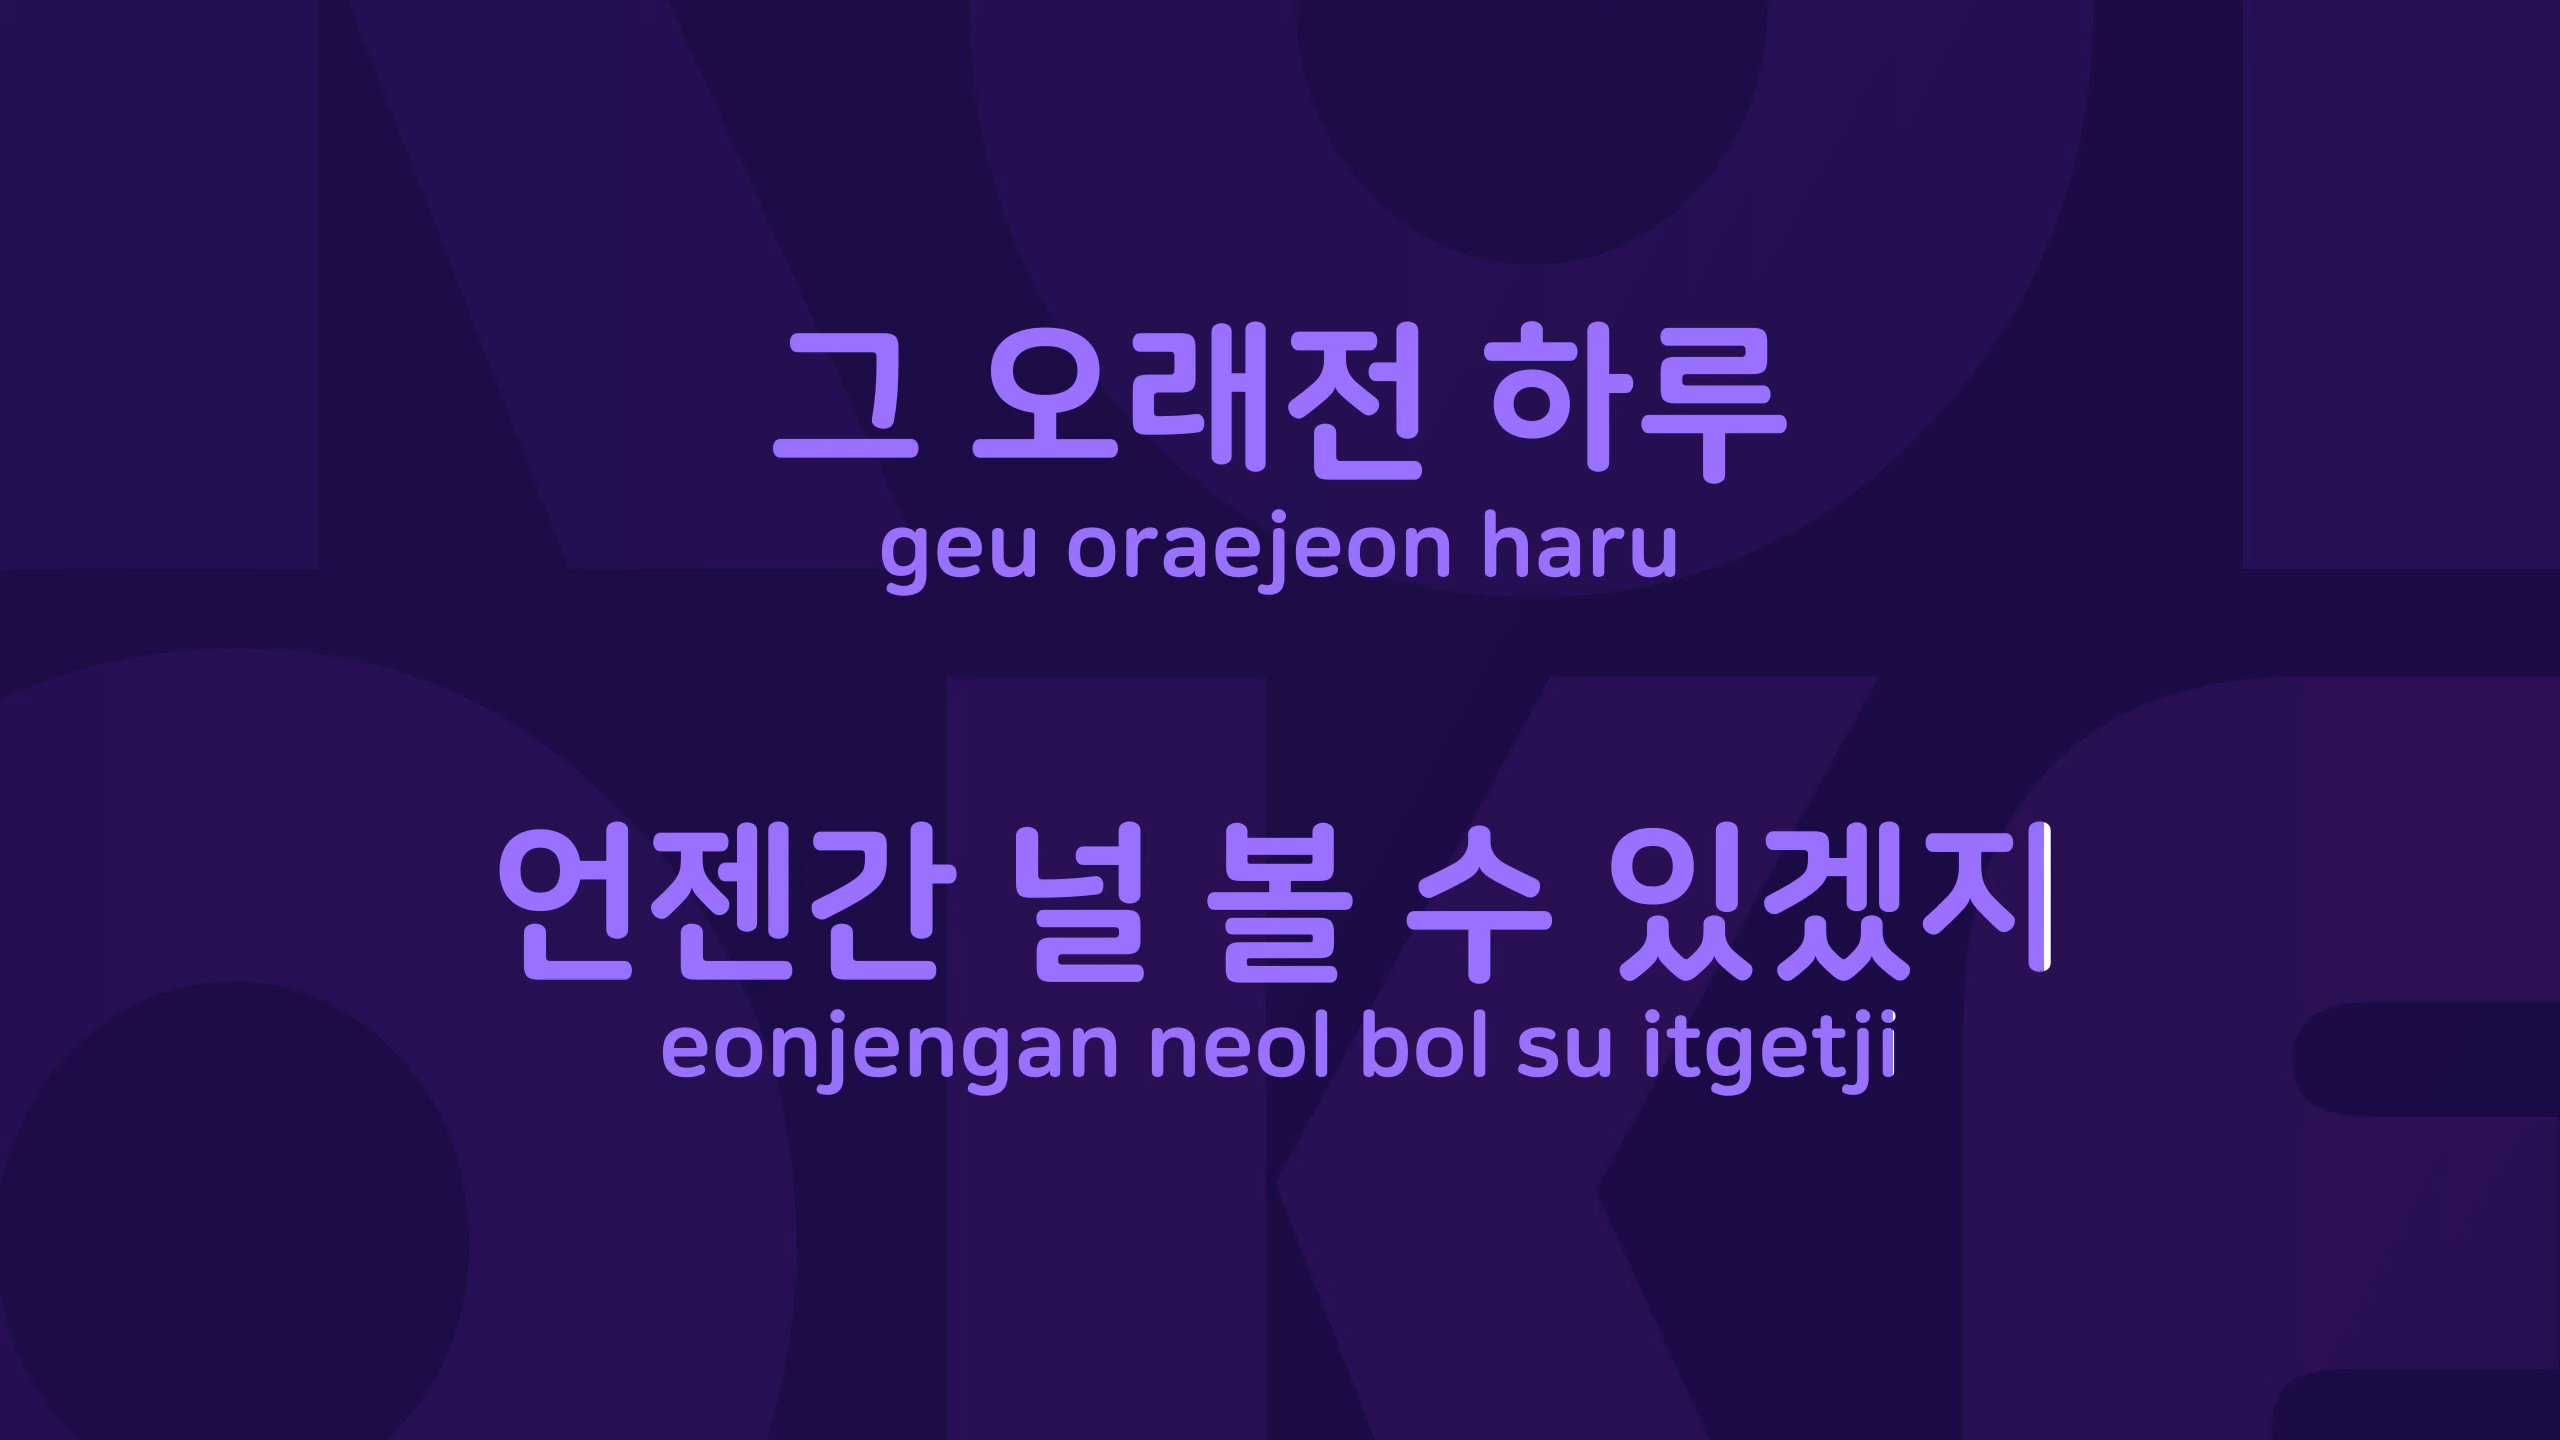 그 오래전 하루
geu oraejeon haru
언젠간 널 볼 수 있겠지
eonjengan neol bol su itgetji